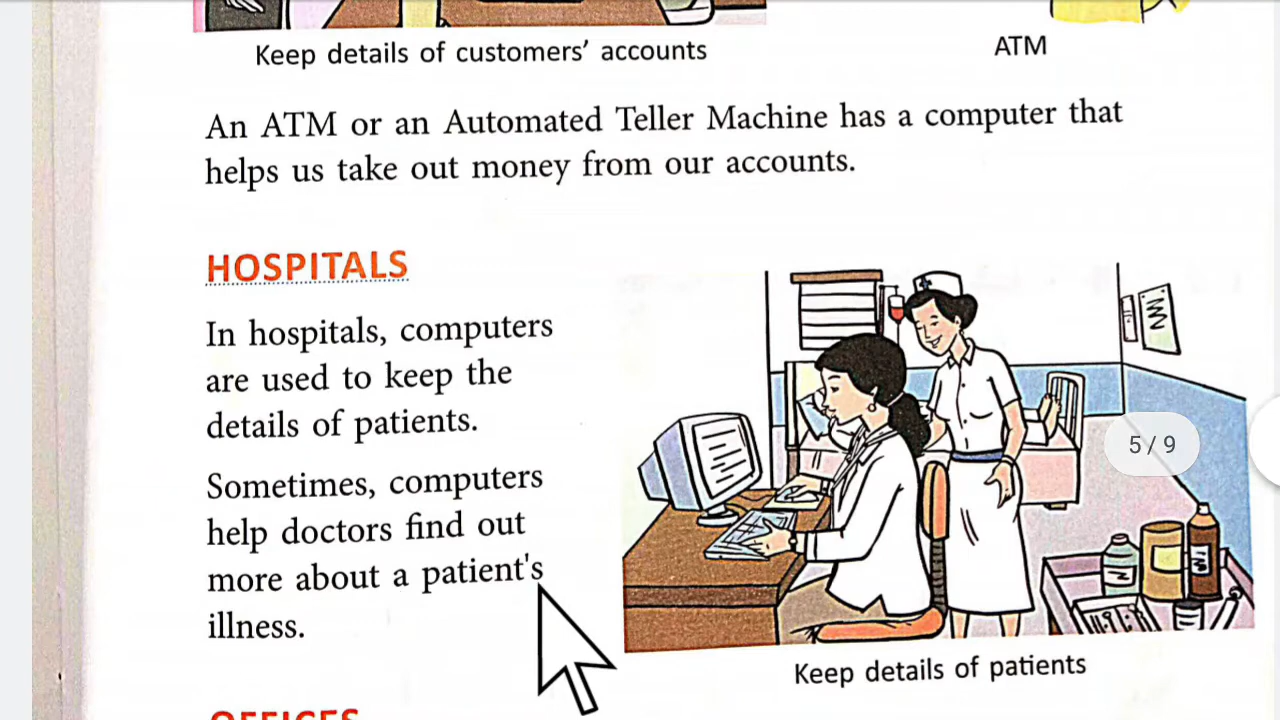 Keep details of customers' accounts
ATM
An ATM or an Automated Teller Machine has a computer that
helps us take out money from our accounts.
HOSPITALS
In hospitals, computers
are used to keep the
details of patients.
Sometimes, computers
help doctors find out
more about a patient's
illness.
5 / 9
Keep details of patients
OFFICES